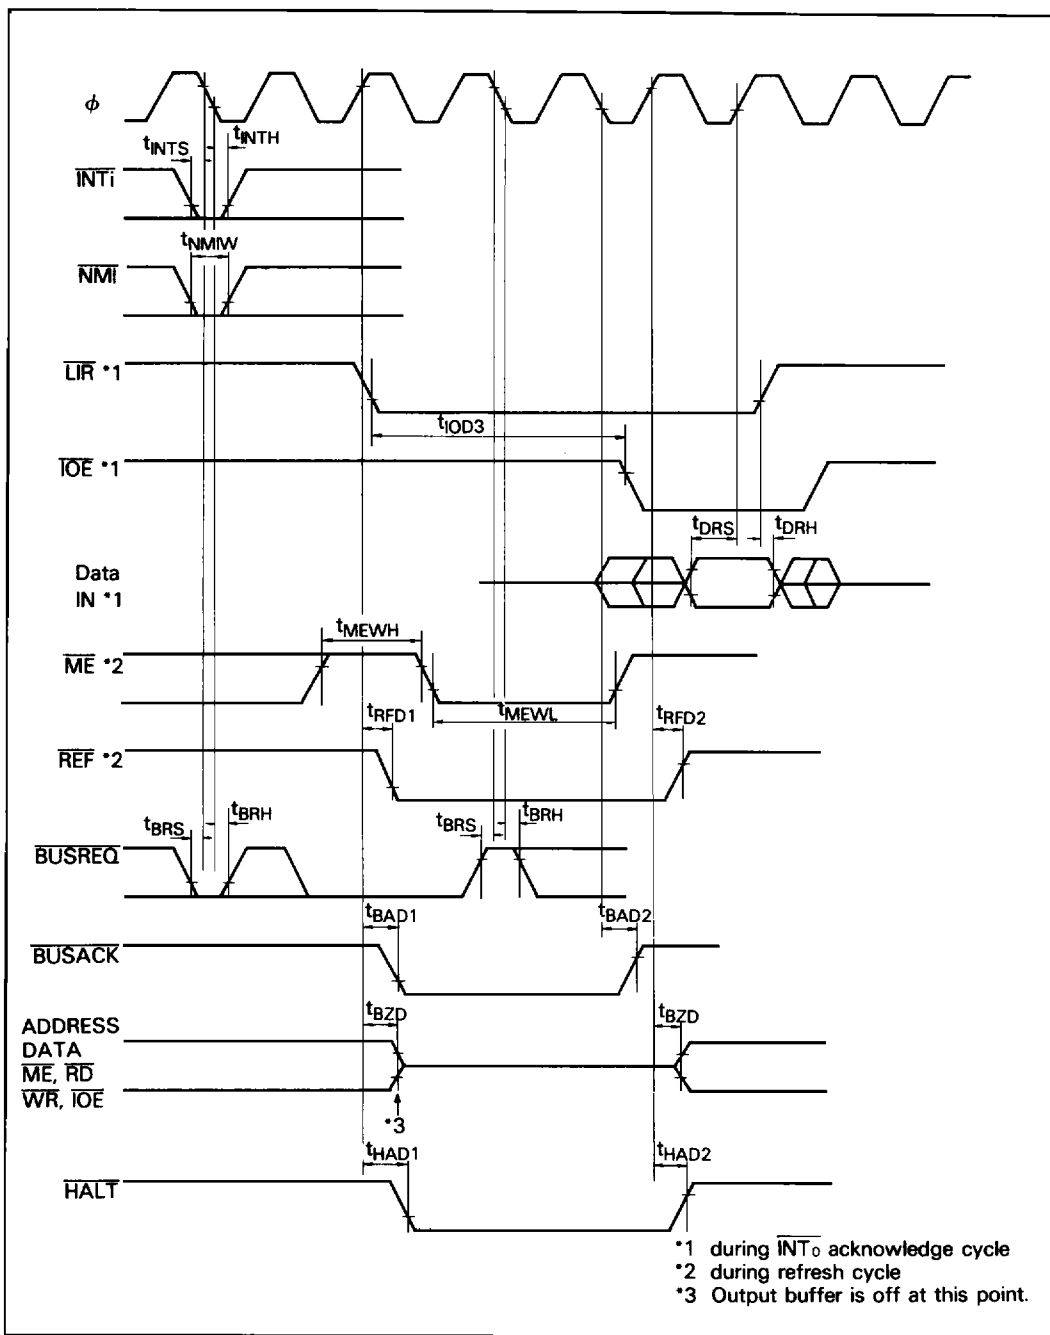 φ
tINTS tINTH
INTi
tNMIW
NMI
LIR *1
tIOD3
IOE *1
tDRS tDRH
Data
IN *1
tMEWH
ME *2
tMEWL
tRFD1 tRFD2
REF *2
tBRS tBRH tBRS tBRH
BUSREQ
tBAD1 tBAD2
BUSACK
tBZD tBZD
ADDRESS
DATA
ME, RD
WR, IOE
*3
tHAD1 tHAD2
HALT
*1 during INT0 acknowledge cycle
*2 during refresh cycle
*3 Output buffer is off at this point.